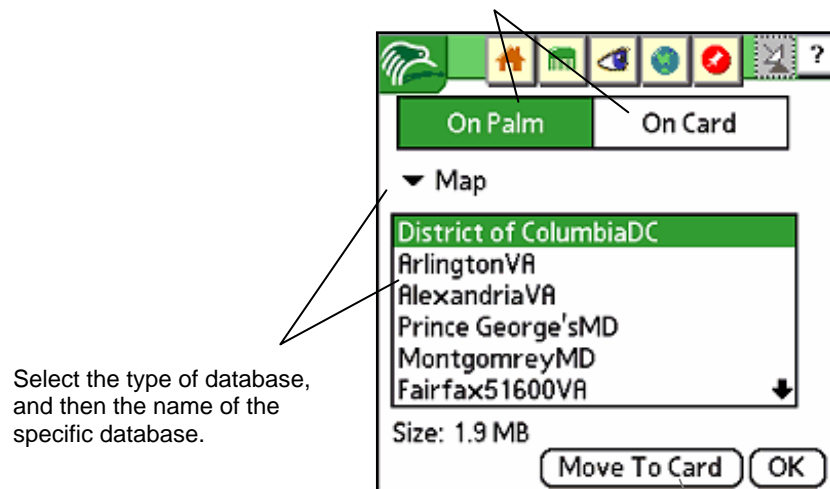 ?
On Palm On Card
Map
District of ColumbiaDC
ArlingtonVA
AlexandriaVA
Prince George'sMD
MontgomreyMD
Fairfax51600VA
Size: 1.9 MB
Move To Card OK
Select the type of database,
and then the name of the
specific database.